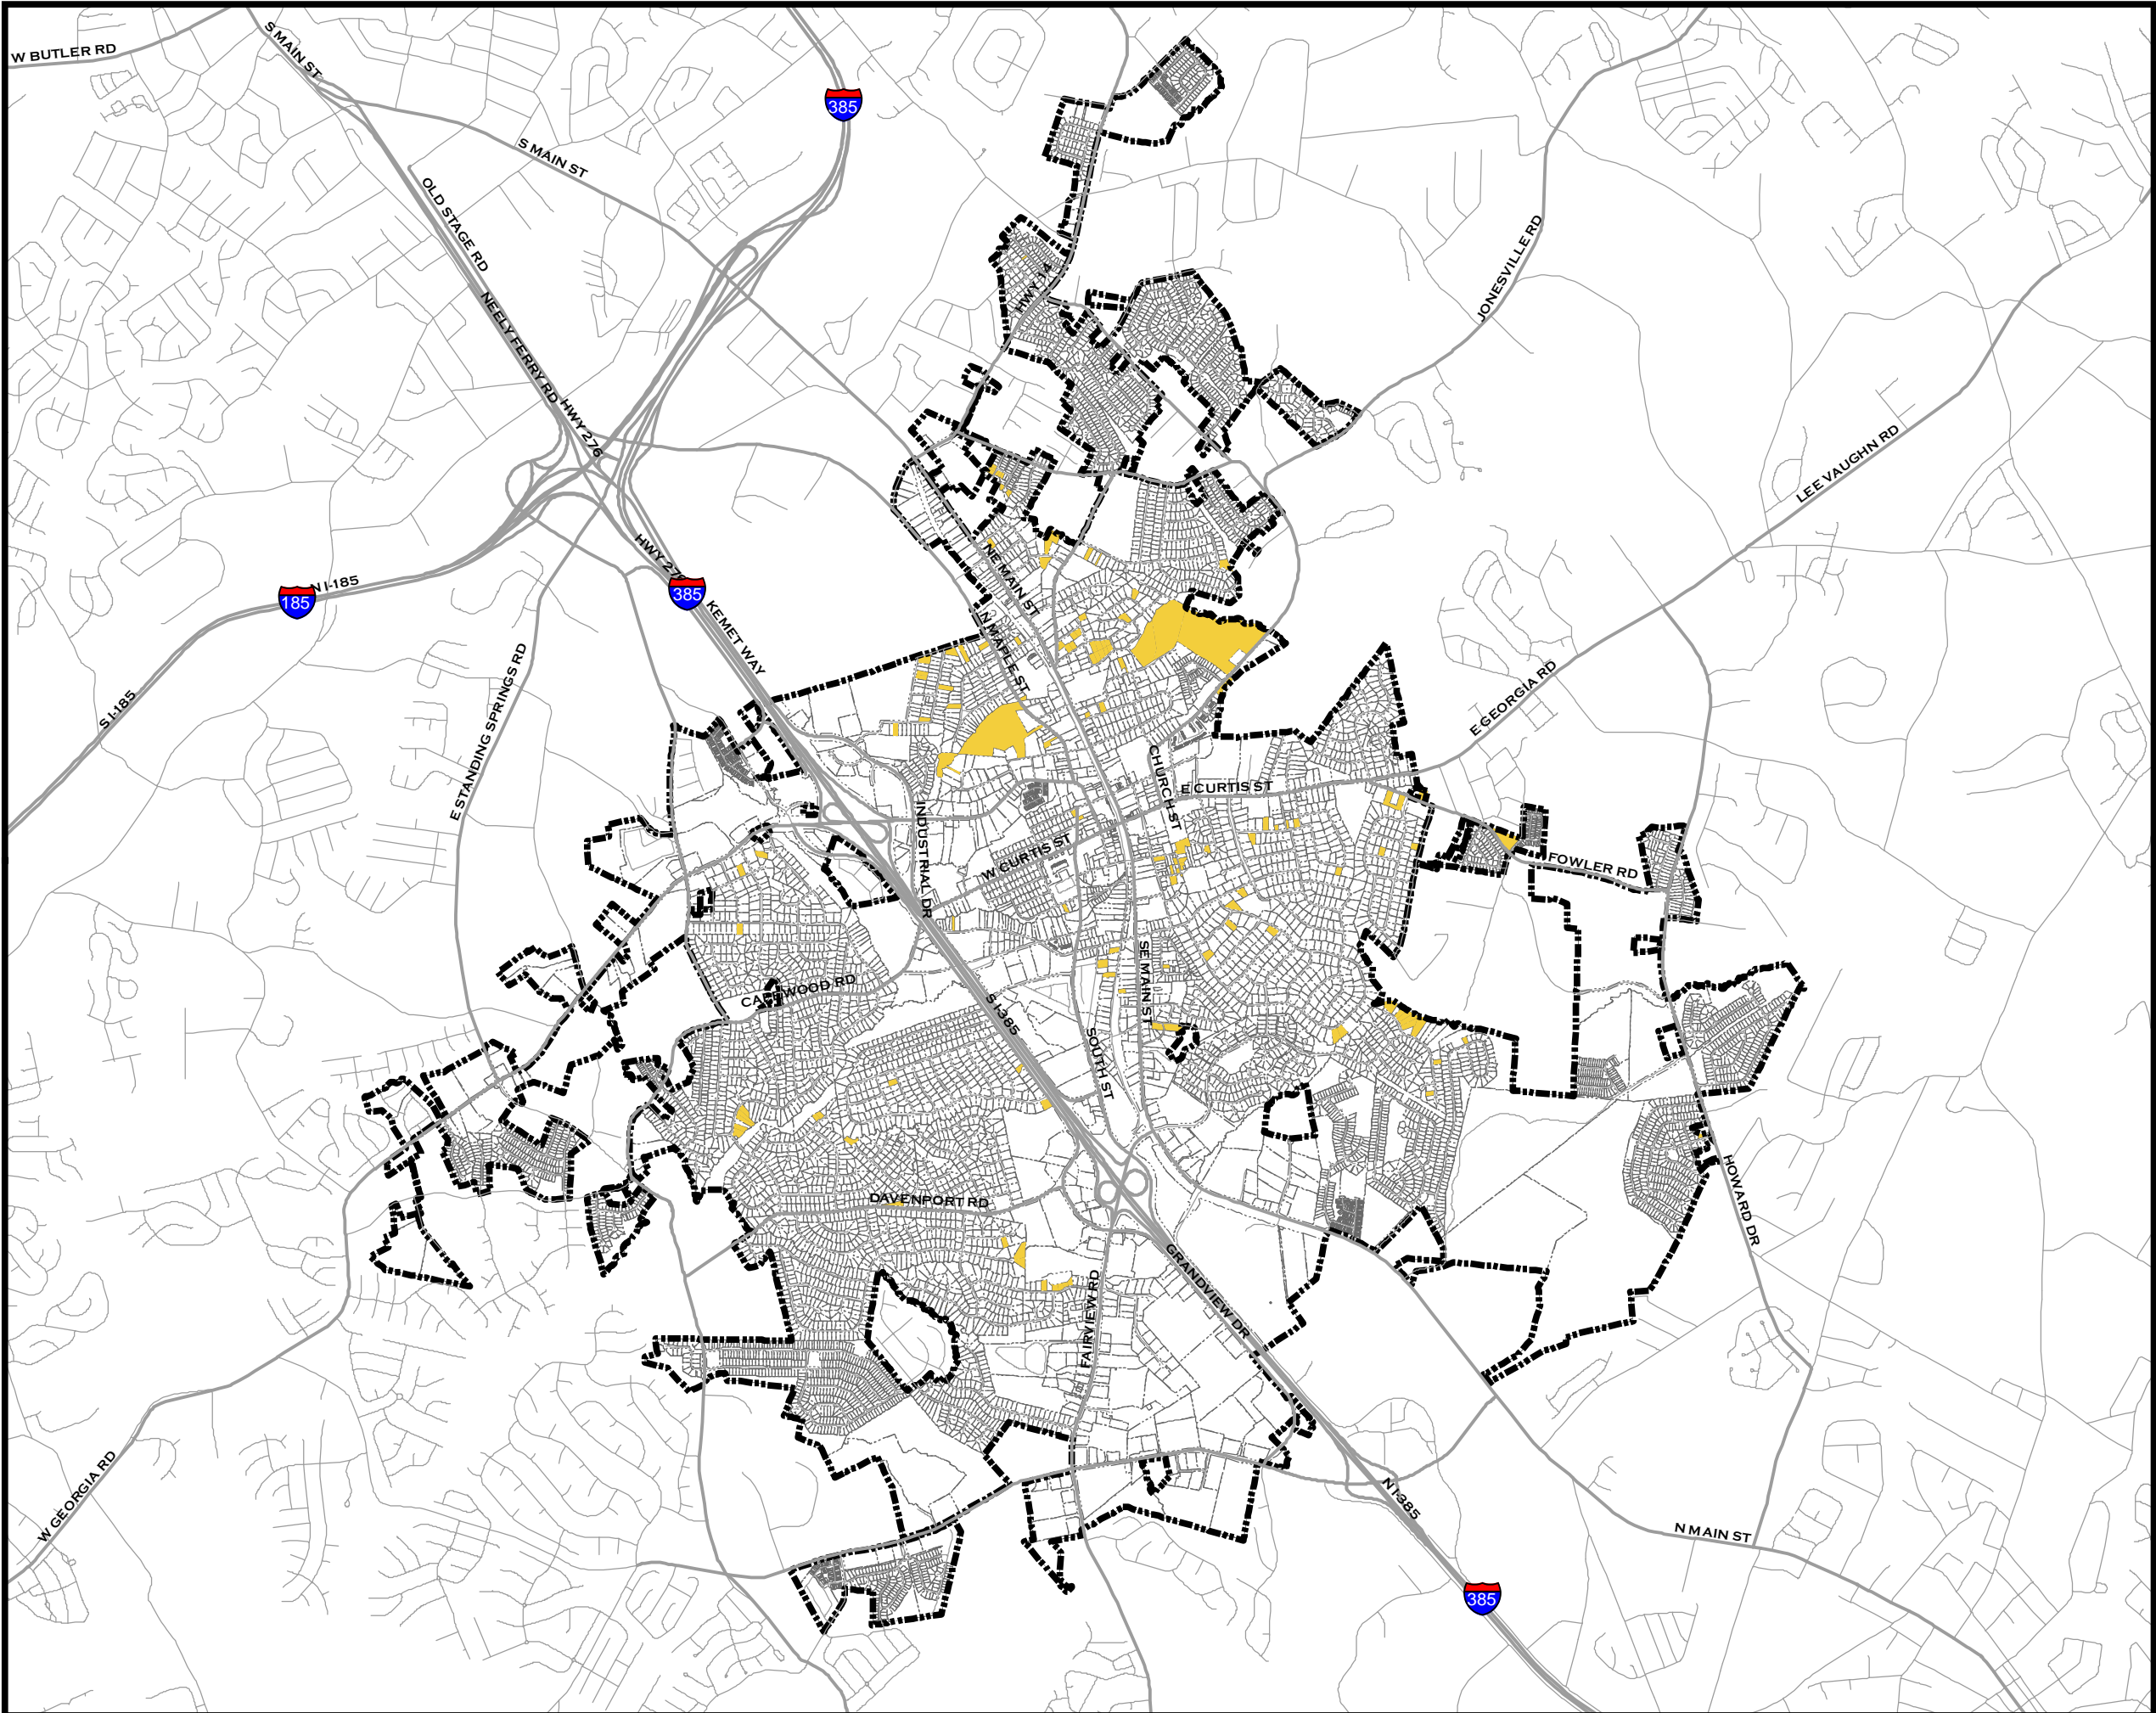 W BUTLER RD
S MAIN ST
385
S MAIN ST
OLD STAGE RD
JONESVILLE RD
HWY 14
NEELY FERRY RD
HWY 276
LEE VAUGHN RD
HWY 276
NE MAIN ST
N I-185
185
385
KEMET WAY
N MAPLE ST
S I-185
E STANDING SPRINGS RD
E GEORGIA RD
CHURCH ST
E CURTIS ST
INDUSTRIAL DR
W CURTIS ST
FOWLER RD
SE MAIN ST
S I-385
SOUTH ST
DAVENPORT RD
HOWARD DR
GRANDVIEW DR
FAIRVIEW RD
W GEORGIA RD
N I-385
N MAIN ST
385